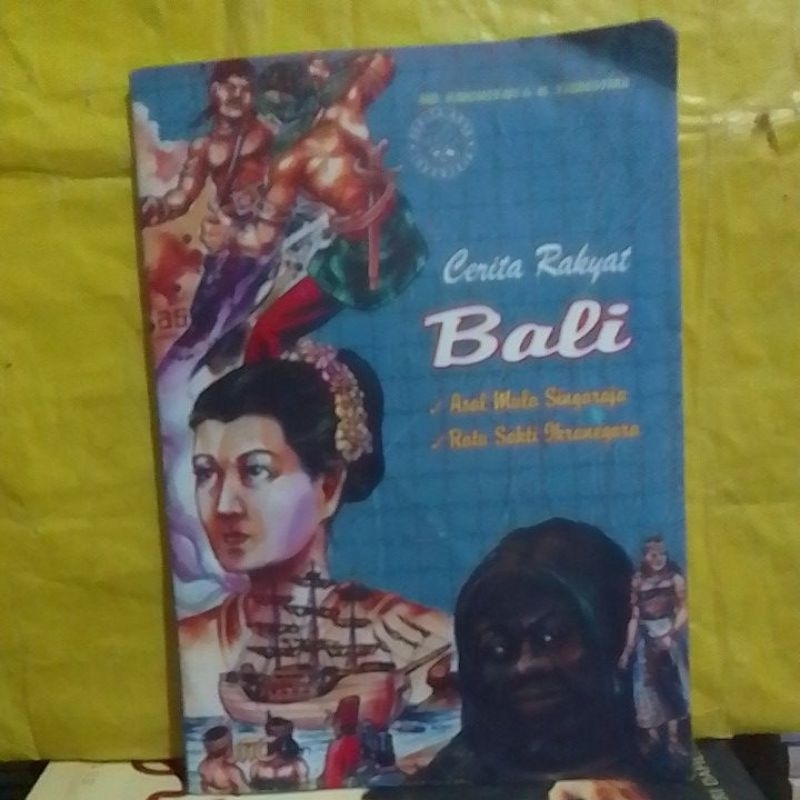 Cerita Rakyat
Bali
✓ Asal Mula Singaraja
✓ Ratu Sakti Ikranegara